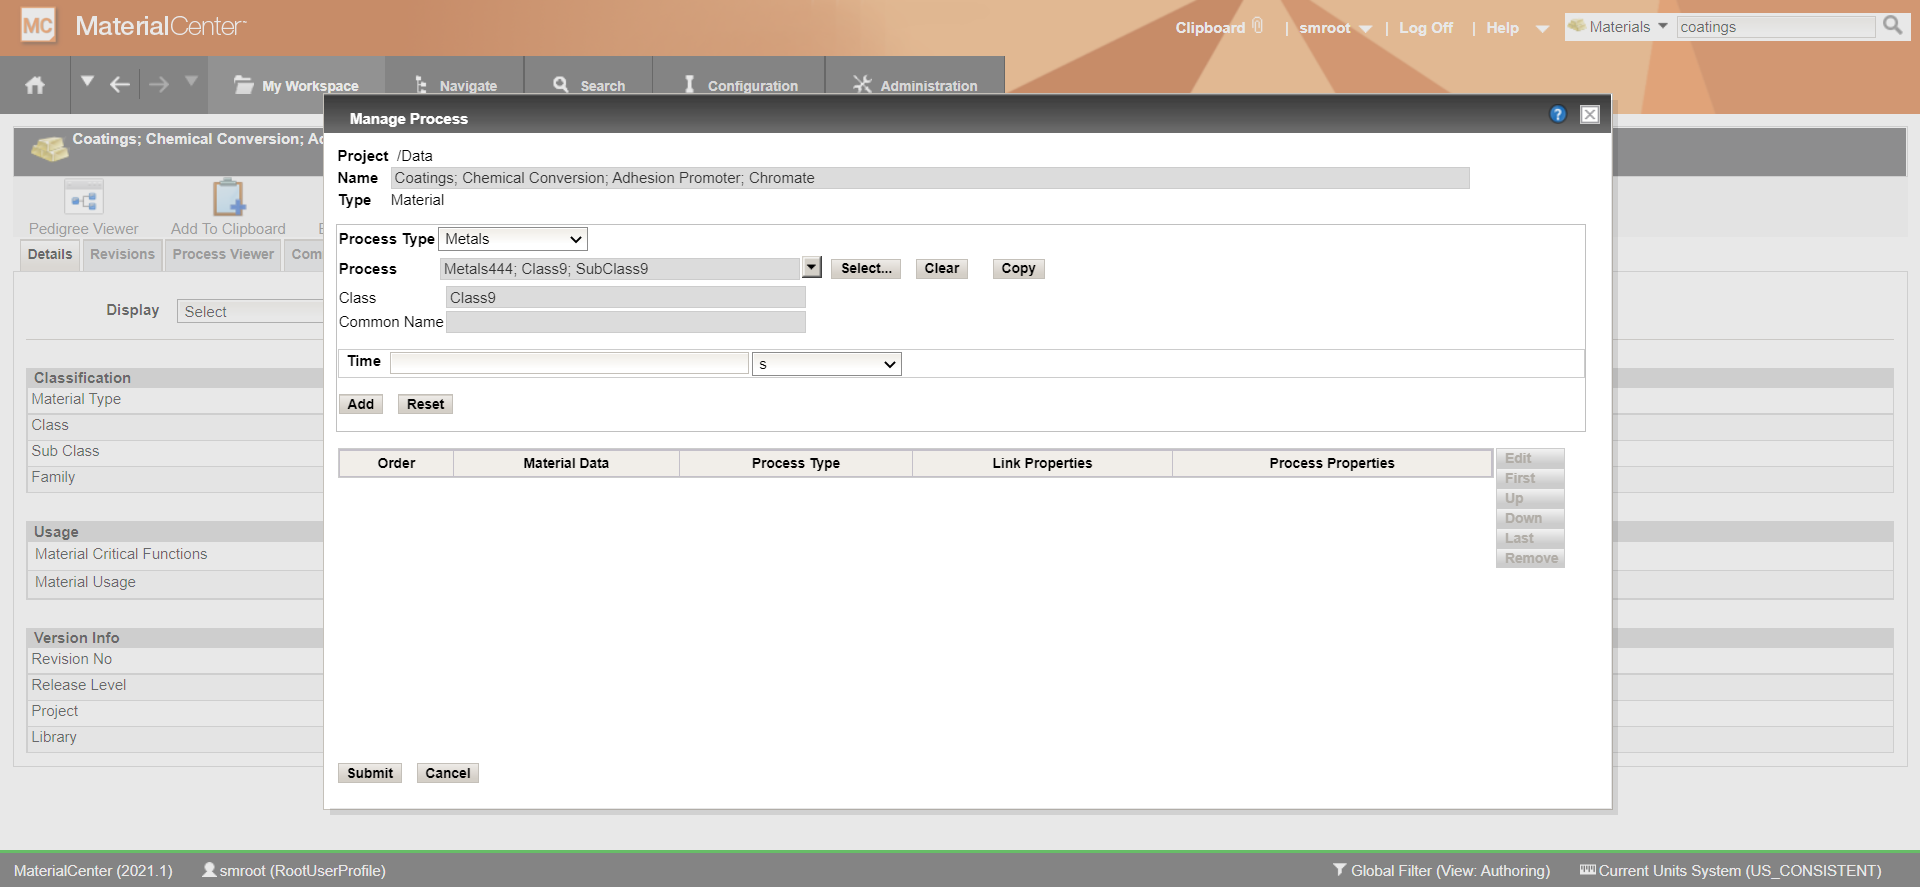 MC MaterialCenter
Clipboard | smroot | Log Off | Help Materials coatings
My Workspace Navigate Search Configuration Administration
Manage Process ?
Coatings; Chemical Conversion; Ad
Project /Data
Name Coatings; Chemical Conversion; Adhesion Promoter; Chromate
Type Material
Pedigree Viewer Add To Clipboard
Details Revisions Process Viewer Com
Process Type Metals
Process Metals444; Class9; SubClass9 Select... Clear Copy
Class Class9
Common Name
Display Select
Time s
Add Reset
Classification
Material Type
Class
Sub Class
Family
Order Material Data Process Type Link Properties Process Properties
Edit
First
Up
Down
Last
Remove
Usage
Material Critical Functions
Material Usage
Version Info
Revision No
Release Level
Project
Library
Submit Cancel
MaterialCenter (2021.1) smroot (RootUserProfile) Global Filter (View: Authoring) Current Units System (US_CONSISTENT)